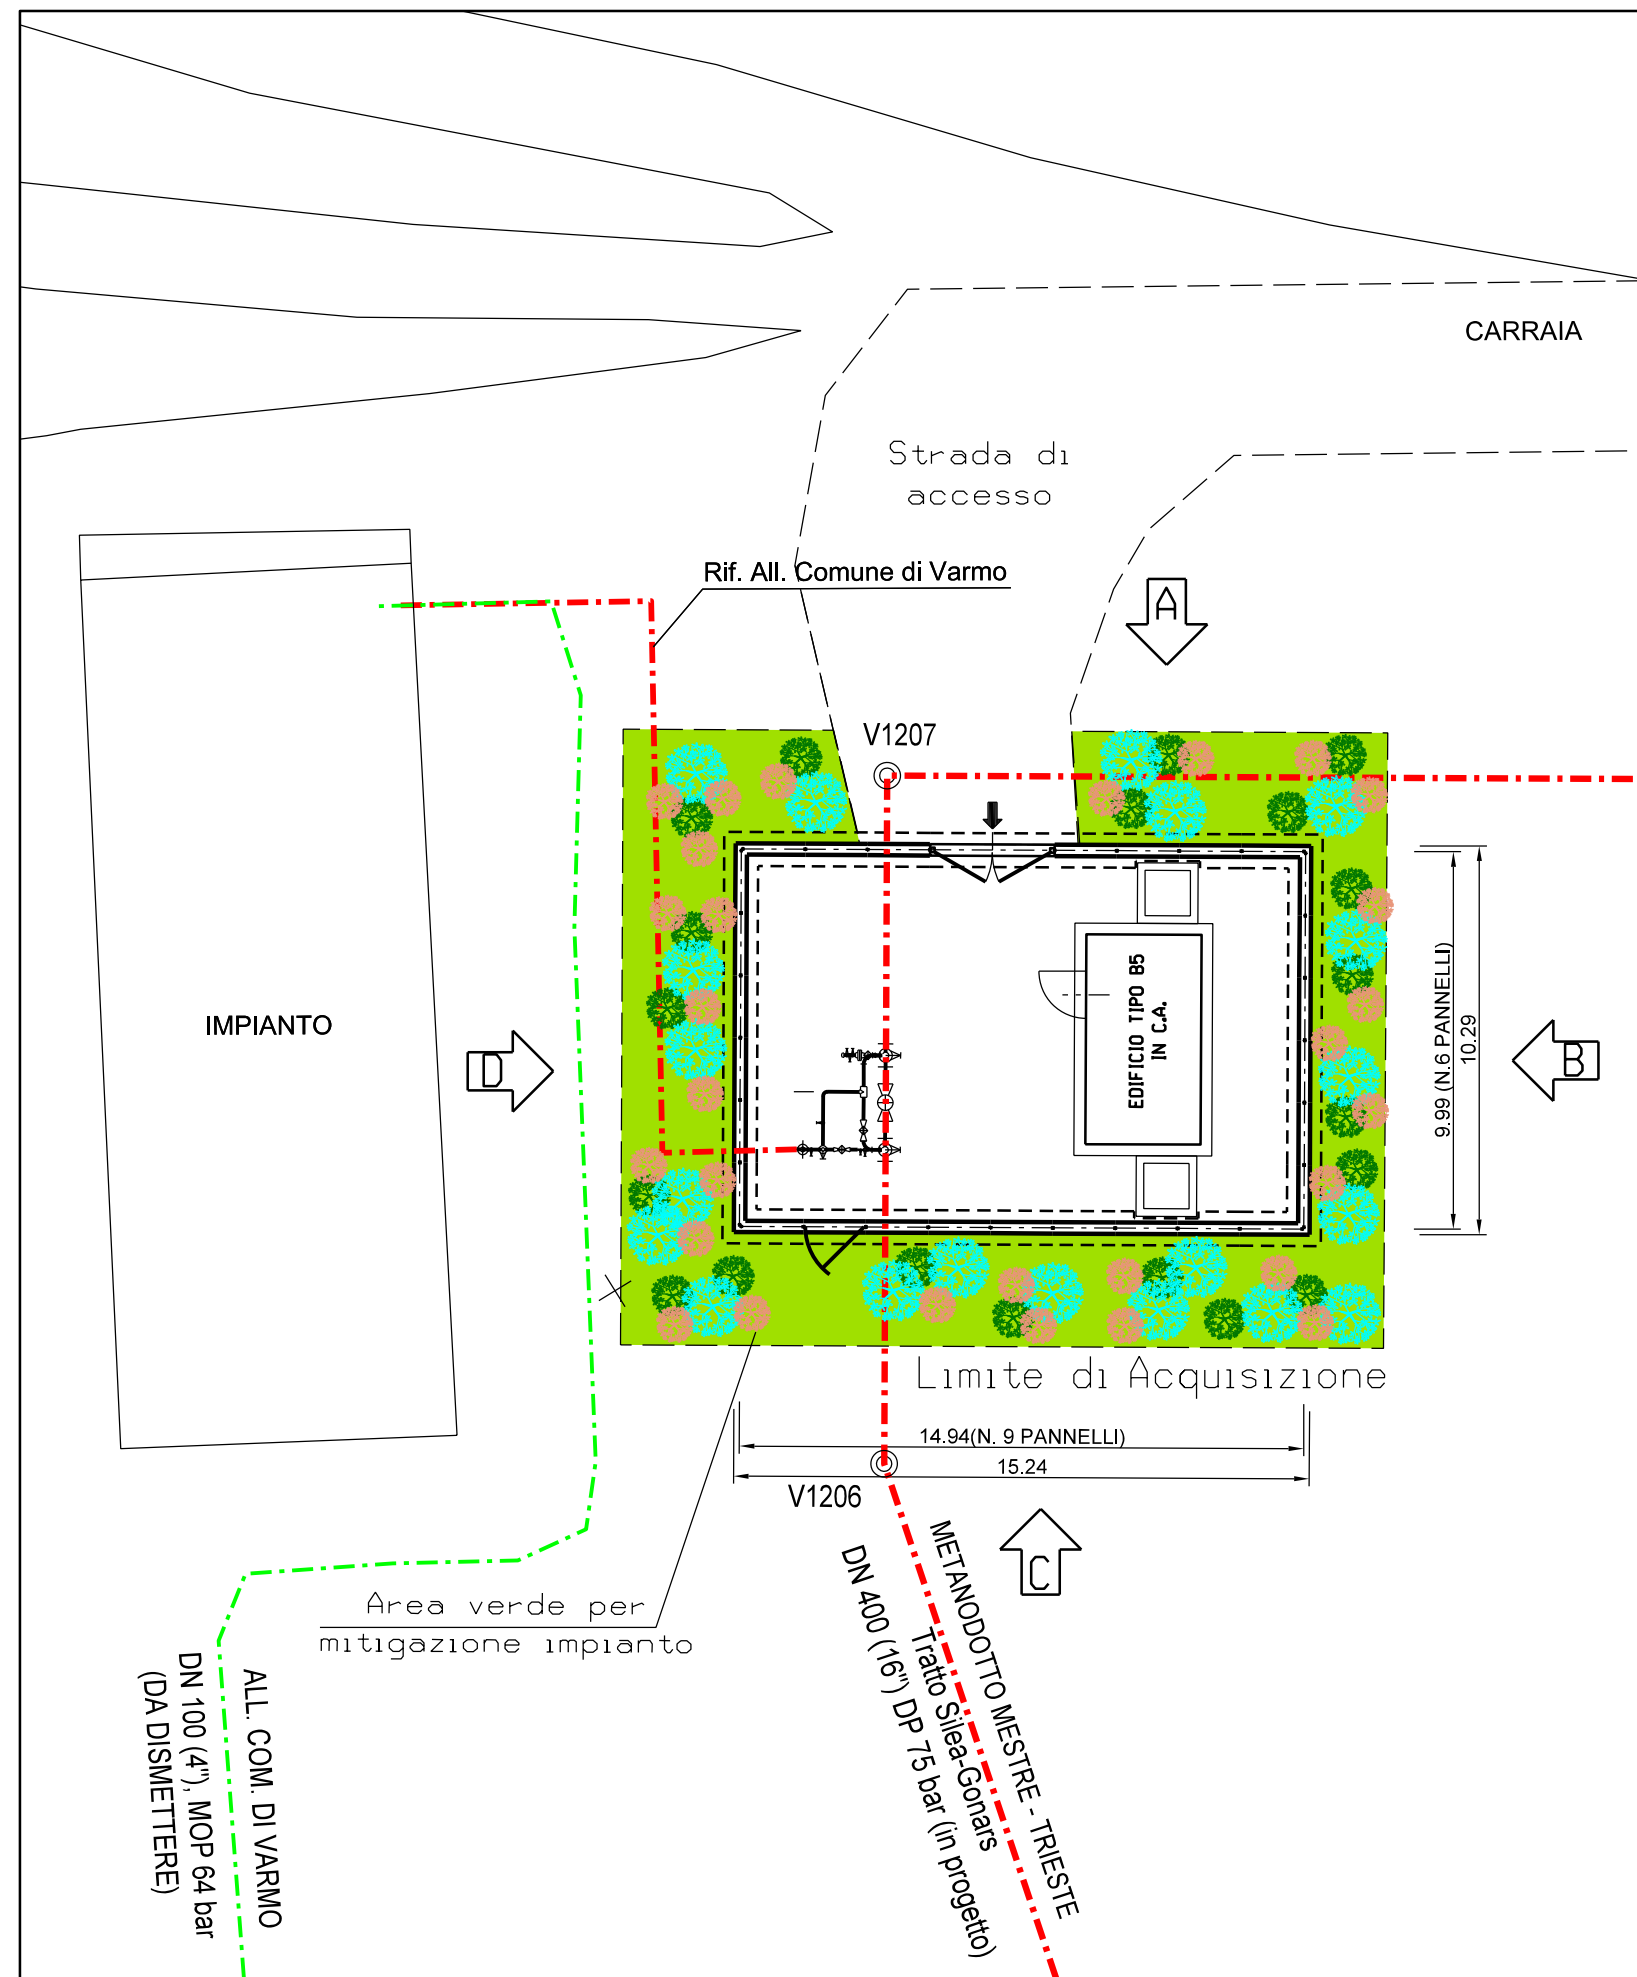 CARRAIA
Strada di
accesso
Rif. All. Comune di Varmo
A
V1207
IMPIANTO
D
EDIFICIO TIPO B5
IN C.A.
9.99 (N.6 PANNELLI)
10.29
B
Limite di Acquisizione
14.94(N. 9 PANNELLI)
15.24
V1206
C
METANODOTTO MESTRE - TRIESTE
Tratto Silea-Gonars
DN 400 (16") DP 75 bar (in progetto)
Area verde per
mitigazione impianto
ALL. COM. DI VARMO
DN 100 (4"), MOP 64 bar
(DA DISMETTERE)